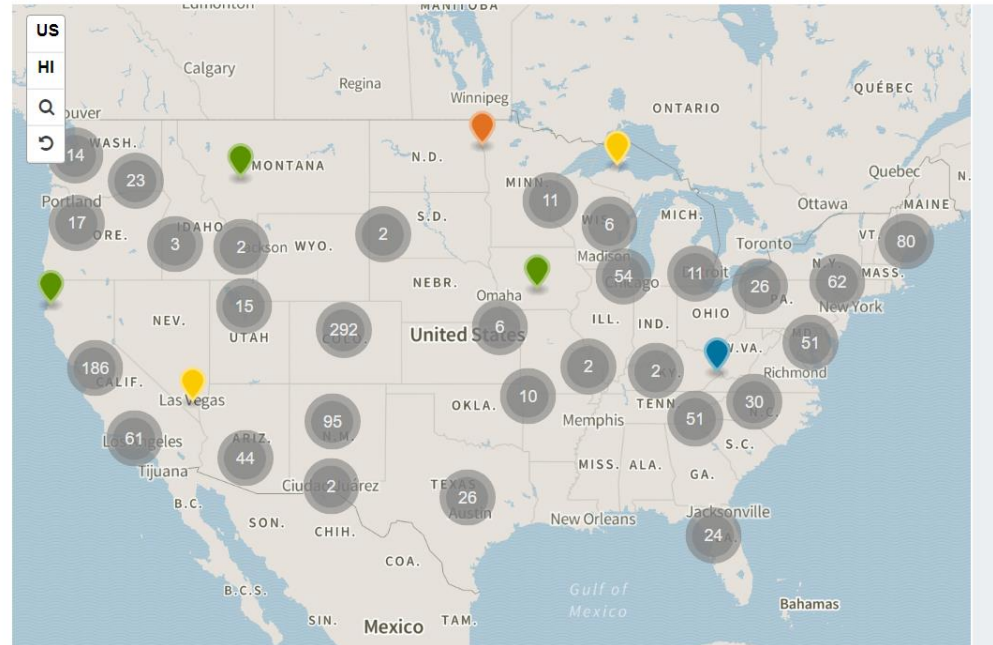 Edmonton
MANITOBA
US
HI
Calgary
Regina
Winnipeg
ONTARIO
QUÉBEC
14
WASH.
MONTANA
N.D.
MINN.
23
Quebec
N.
Portland
17
ORE.
IDAHO
3
2
WYO.
S.D.
2
11
6
MICH.
Ottawa
MAINE
VT.
80
Toronto
Madison
54
Chicago
11
Detroit
26
PA.
N.Y.
62
MASS.
New York
NEV.
15
UTAH
NEBR.
Omaha
292
COLO.
United States
6
ILL.
IND.
OHIO
W.VA.
MD.
51
Richmond
186
CALIF.
Las Vegas
2
2
KY.
10
OKLA.
Memphis
TENN
51
30
N.C.
61
Los Angeles
ARIZ.
44
95
N.M.
S.C.
Tijuana
Ciudad Juárez
2
TEXAS
26
Austin
MISS.
ALA.
GA.
B.C.
SON.
CHIH.
New Orleans
Jacksonville
24
COA.
B.C.S.
Gulf of
Mexico
Bahamas
SIN.
Mexico
TAM.